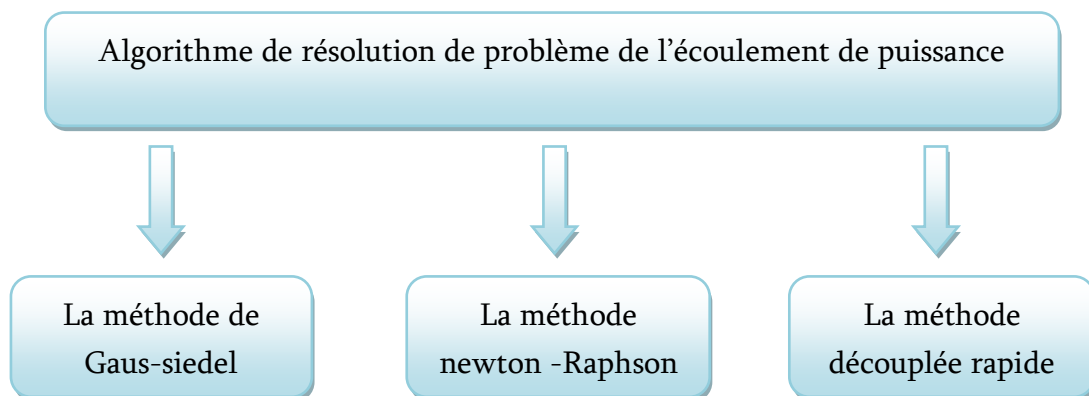 Algorithme de résolution de problème de l'écoulement de puissance
La méthode de
Gaus-siedel
La méthode
newton -Raphson
La méthode
découplée rapide